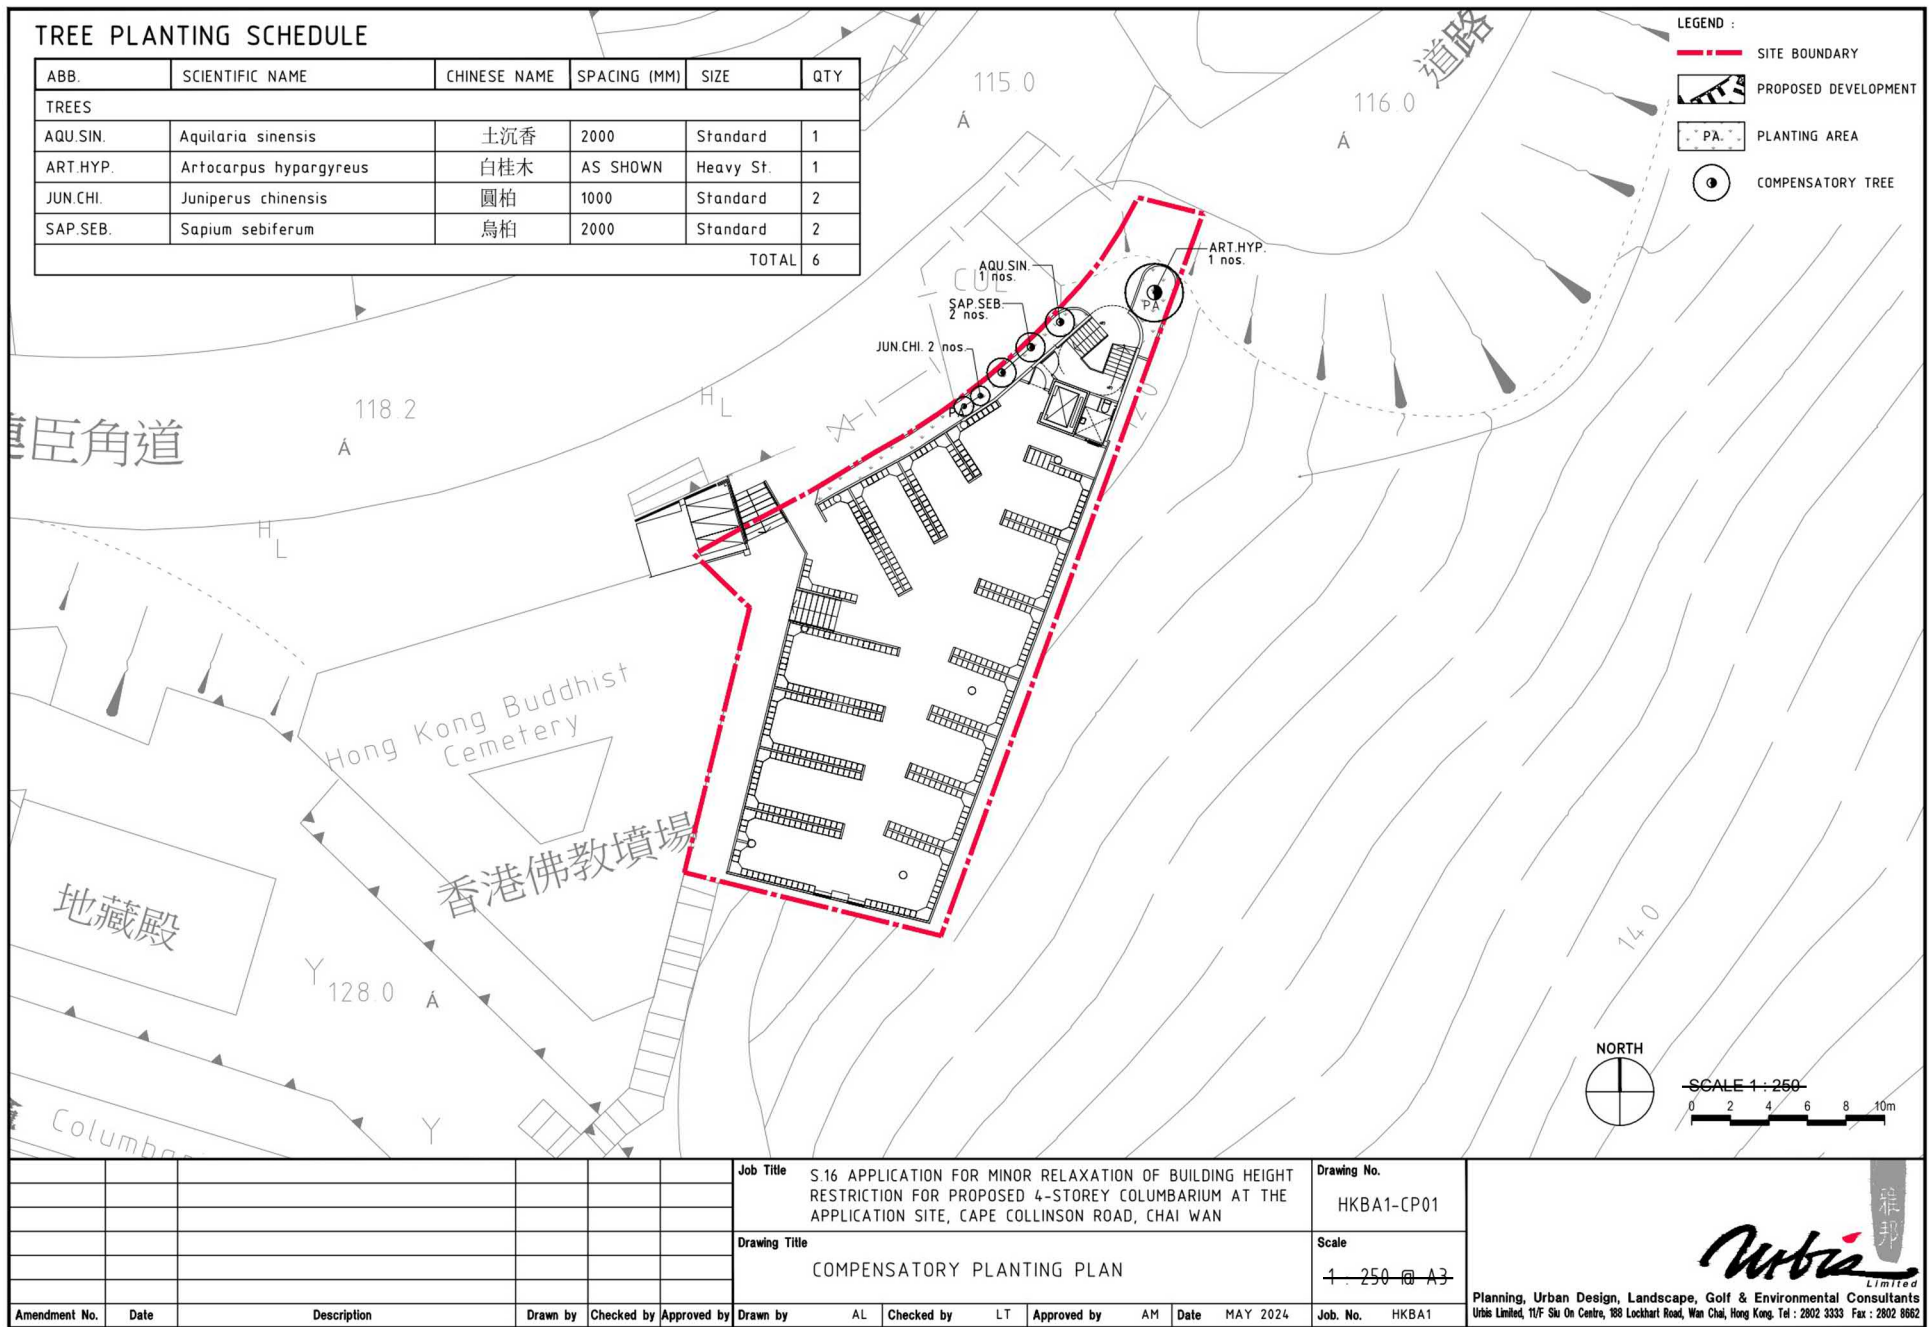 TREE PLANTING SCHEDULE
ABB. SCIENTIFIC NAME CHINESE NAME SPACING (MM) SIZE QTY
TREES
AQU.SIN. Aquilaria sinensis 土沉香 2000 Standard 1
ART.HYP. Artocarpus hypargyreus 白桂木 AS SHOWN Heavy St. 1
JUN.CHI. Juniperus chinensis 圓柏 1000 Standard 2
SAP.SEB. Sapium sebiferum 烏桕 2000 Standard 2
TOTAL 6
LEGEND :
SITE BOUNDARY
PROPOSED DEVELOPMENT
PA. PLANTING AREA
COMPENSATORY TREE
道路
115.0
116.0
ART.HYP.
1 nos.
AQU.SIN.
1 nos.
CUL
SAP.SEB.
2 nos.
PA
JUN.CHI. 2 nos.
118.2
H
L
臣角道
H
L
Hong Kong Buddhist
Cemetery
香港佛教墳場
地藏殿
128.0
Y
Y
140
NORTH
SCALE 1 : 250
0 2 4 6 8 10m
Job Title
S.16 APPLICATION FOR MINOR RELAXATION OF BUILDING HEIGHT
RESTRICTION FOR PROPOSED 4-STOREY COLUMBARIUM AT THE
APPLICATION SITE, CAPE COLLINSON ROAD, CHAI WAN
Drawing No.
HKBA1-CP01
Drawing Title
COMPENSATORY PLANTING PLAN
Scale
1 : 250 @ A3
Amendment No. Date Description Drawn by Checked by Approved by
Drawn by AL Checked by LT Approved by AM Date MAY 2024
Job. No. HKBA1
雅邦
Urbis
Limited
Planning, Urban Design, Landscape, Golf & Environmental Consultants
Urbis Limited, 11/F Siu On Centre, 188 Lockhart Road, Wan Chai, Hong Kong. Tel : 2802 3333 Fax : 2802 8662